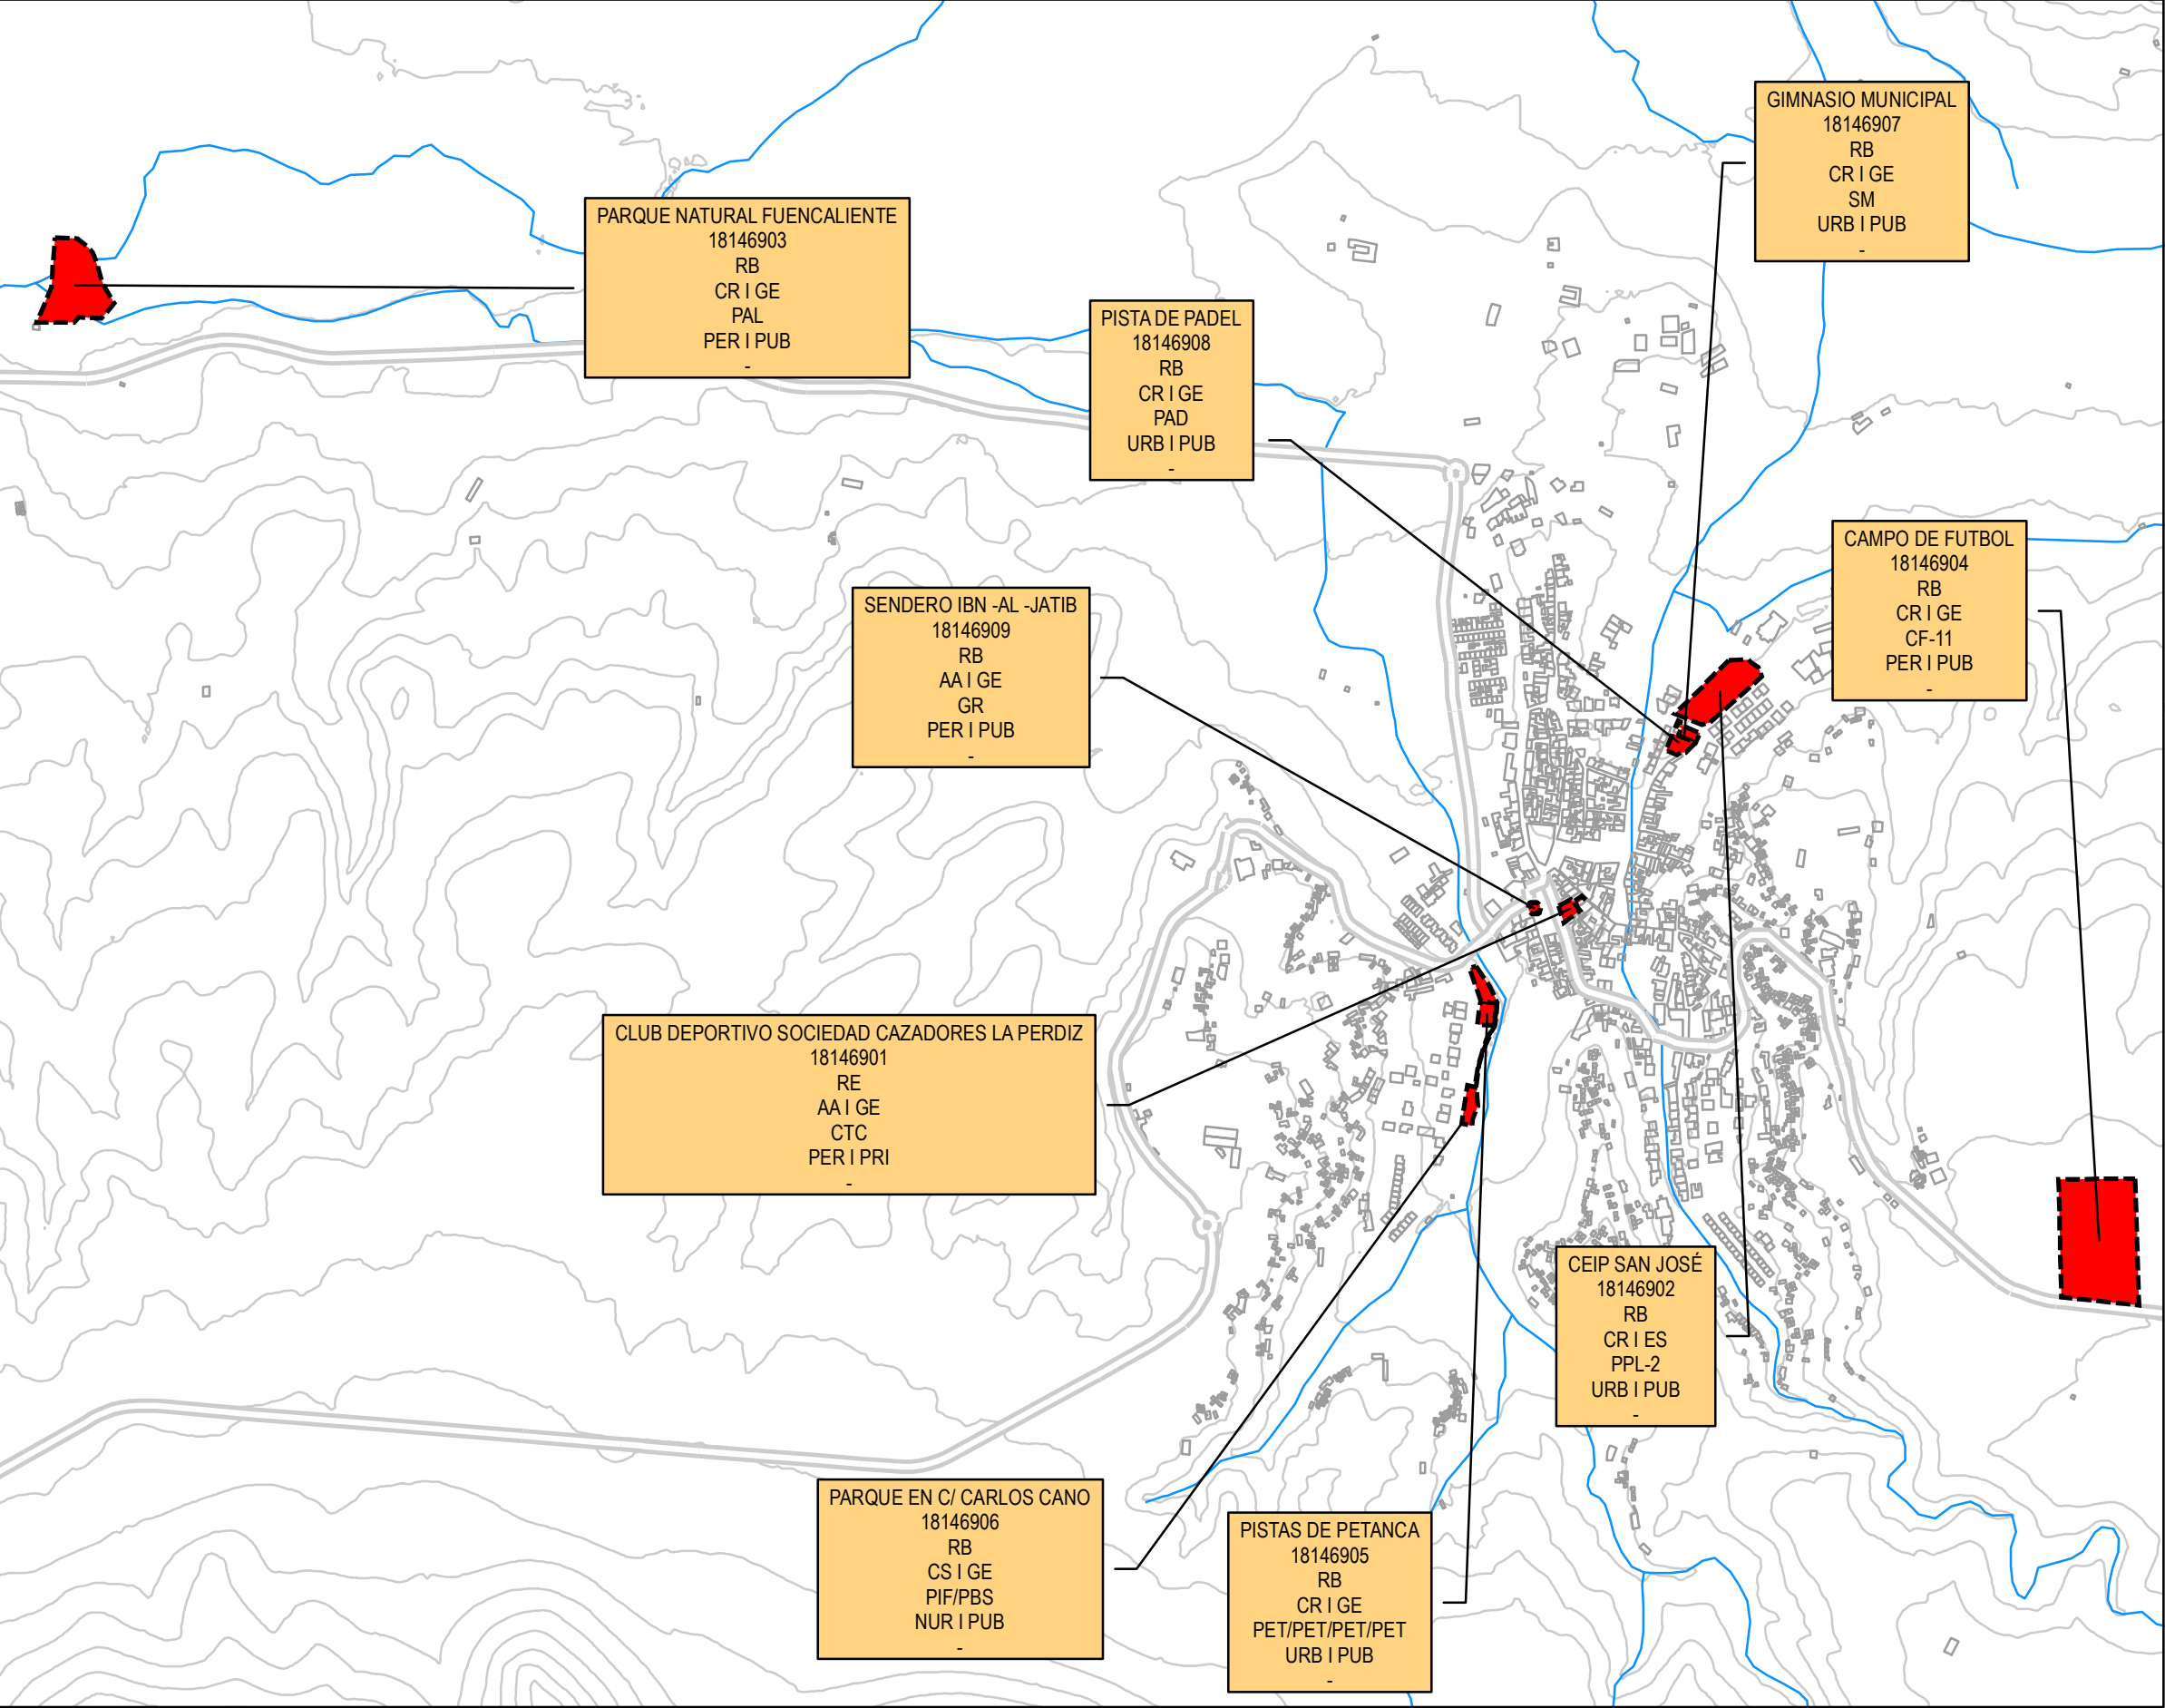 GIMNASIO MUNICIPAL
18146907
RB
CR I GE
SM
URB I PUB
-
PARQUE NATURAL FUENCALIENTE
18146903
RB
CR I GE
PAL
PER I PUB
-
PISTA DE PADEL
18146908
RB
CR I GE
PAD
URB I PUB
-
CAMPO DE FUTBOL
18146904
RB
CR I GE
CF-11
PER I PUB
-
SENDERO IBN -AL -JATIB
18146909
RB
AA I GE
GR
PER I PUB
-
CLUB DEPORTIVO SOCIEDAD CAZADORES LA PERDIZ
18146901
RE
AA I GE
CTC
PER I PRI
-
CEIP SAN JOSÉ
18146902
RB
CR I ES
PPL-2
URB I PUB
-
PARQUE EN C/ CARLOS CANO
18146906
RB
CS I GE
PIF/PBS
NUR I PUB
-
PISTAS DE PETANCA
18146905
RB
CR I GE
PET/PET/PET/PET
URB I PUB
-